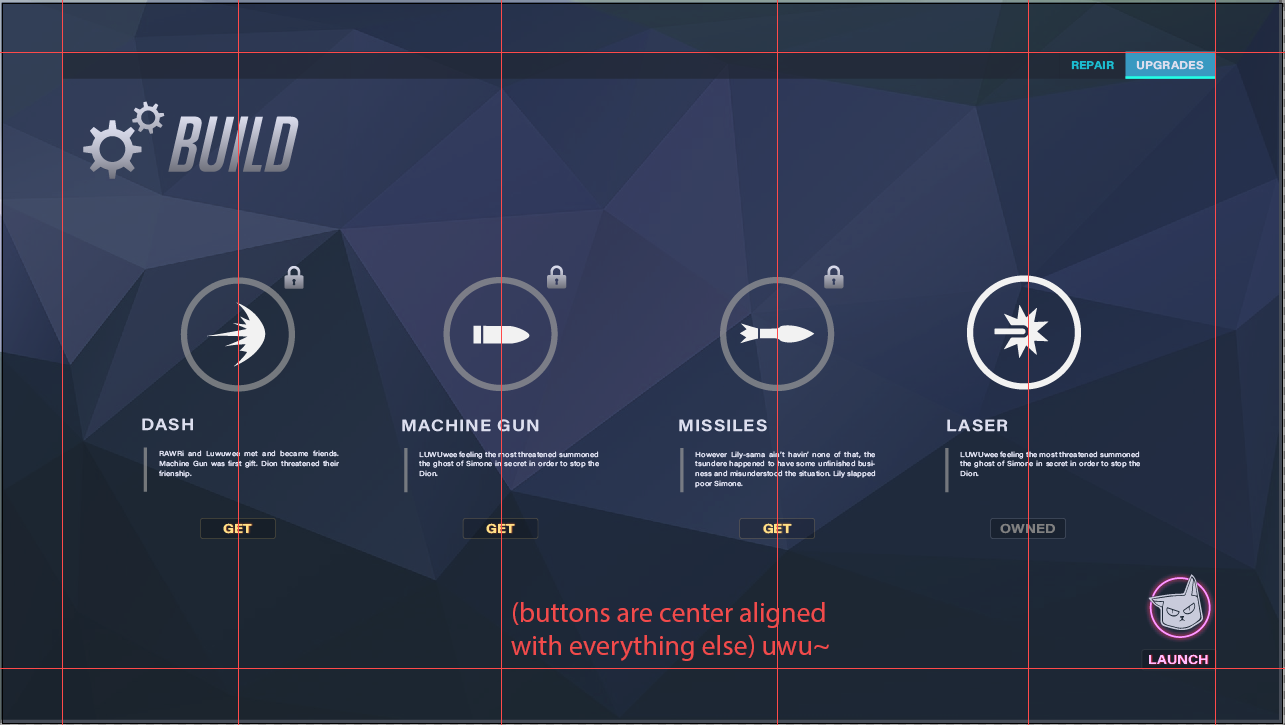 REPAIR UPGRADES
BUILD
DASH
RAWRi and Luwuwen met and became friends.
Machine Gun was first gift. Dion threatened their
frienship.
GET
MACHINE GUN
LUWUwee feeling the most threatened summoned
the ghost of Simone in secret in order to stop the
Dion.
GET
MISSILES
However Lily-sama ain't havin' none of that, the
tsundere happened to have some unfinished busi-
ness and misunderstood the situation. Lily slapped
poor Simone.
GET
LASER
LUWUwee feeling the most threatened summoned
the ghost of Simone in secret in order to stop the
Dion.
OWNED
(buttons are center aligned
with everything else) uwu~
LAUNCH